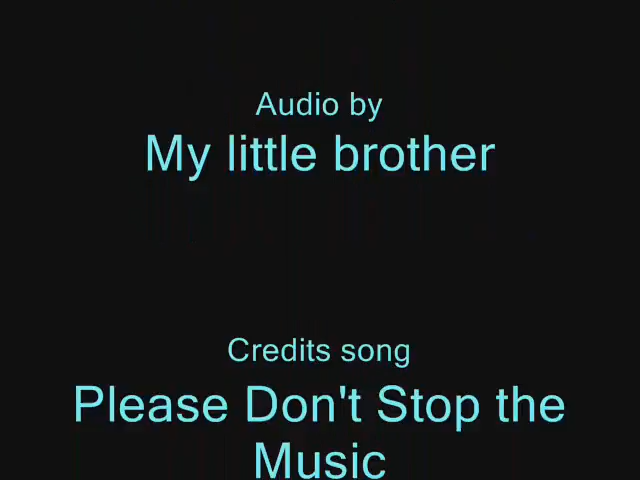 Audio by
My little brother
Credits song
Please Don't Stop the
Music